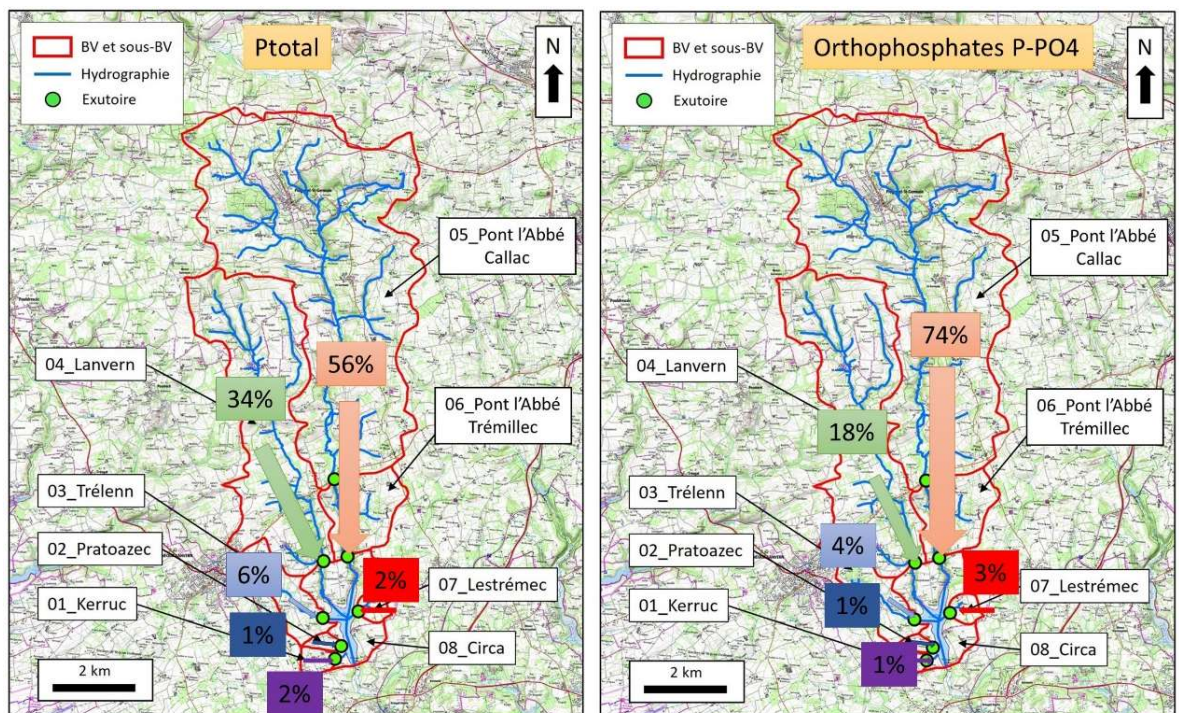 BV et sous-BV
Hydrographie
Exutoire
Ptotal
N
05_Pont l'Abbé
Callac
04_Lanvern
56%
34%
06_Pont l'Abbé
Trémillec
03_Trélenn
02_Pratoazec
6%
2%
07_Lestrémec
01_Kerruc
1%
08_Circa
2 km
2%
BV et sous-BV
Hydrographie
Exutoire
Orthophosphates P-PO4
N
05_Pont l'Abbé
Callac
74%
04_Lanvern
06_Pont l'Abbé
Trémillec
18%
03_Trélenn
4%
02_Pratoazec
3%
07_Lestrémec
1%
01_Kerruc
08_Circa
1%
2 km